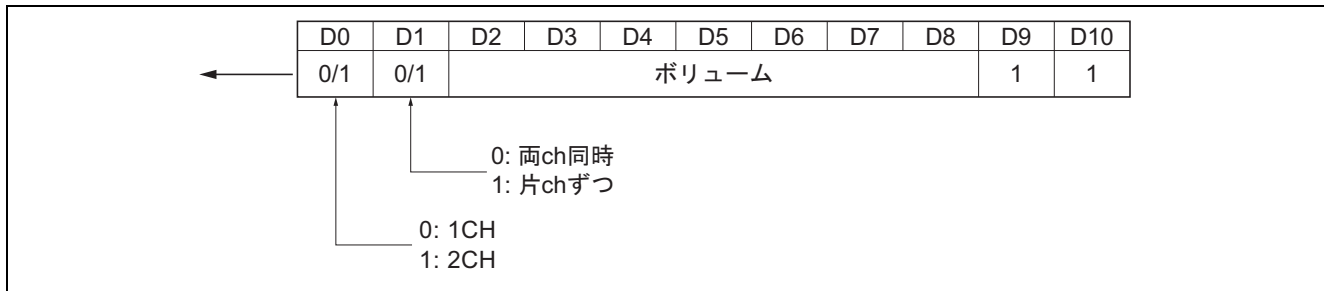 D0 D1 D2 D3 D4 D5 D6 D7 D8 D9 D10
0/1 0/1 ボリューム 1 1
0: 両ch同時
1: 片chずつ
0: 1CH
1: 2CH